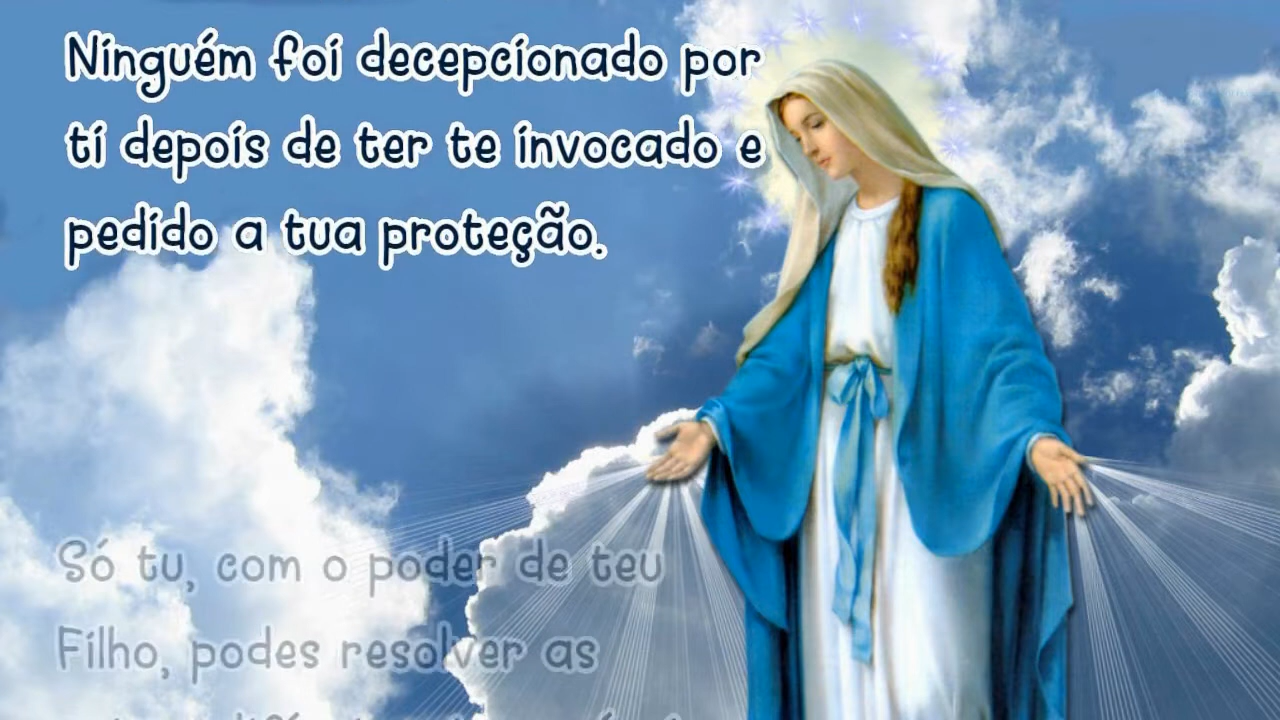 Ninguém foi decepcionado por
ti depois de ter te invocado e
pedido a tua proteção.
Só tu, com o poder de teu
Filho, podes resolver as